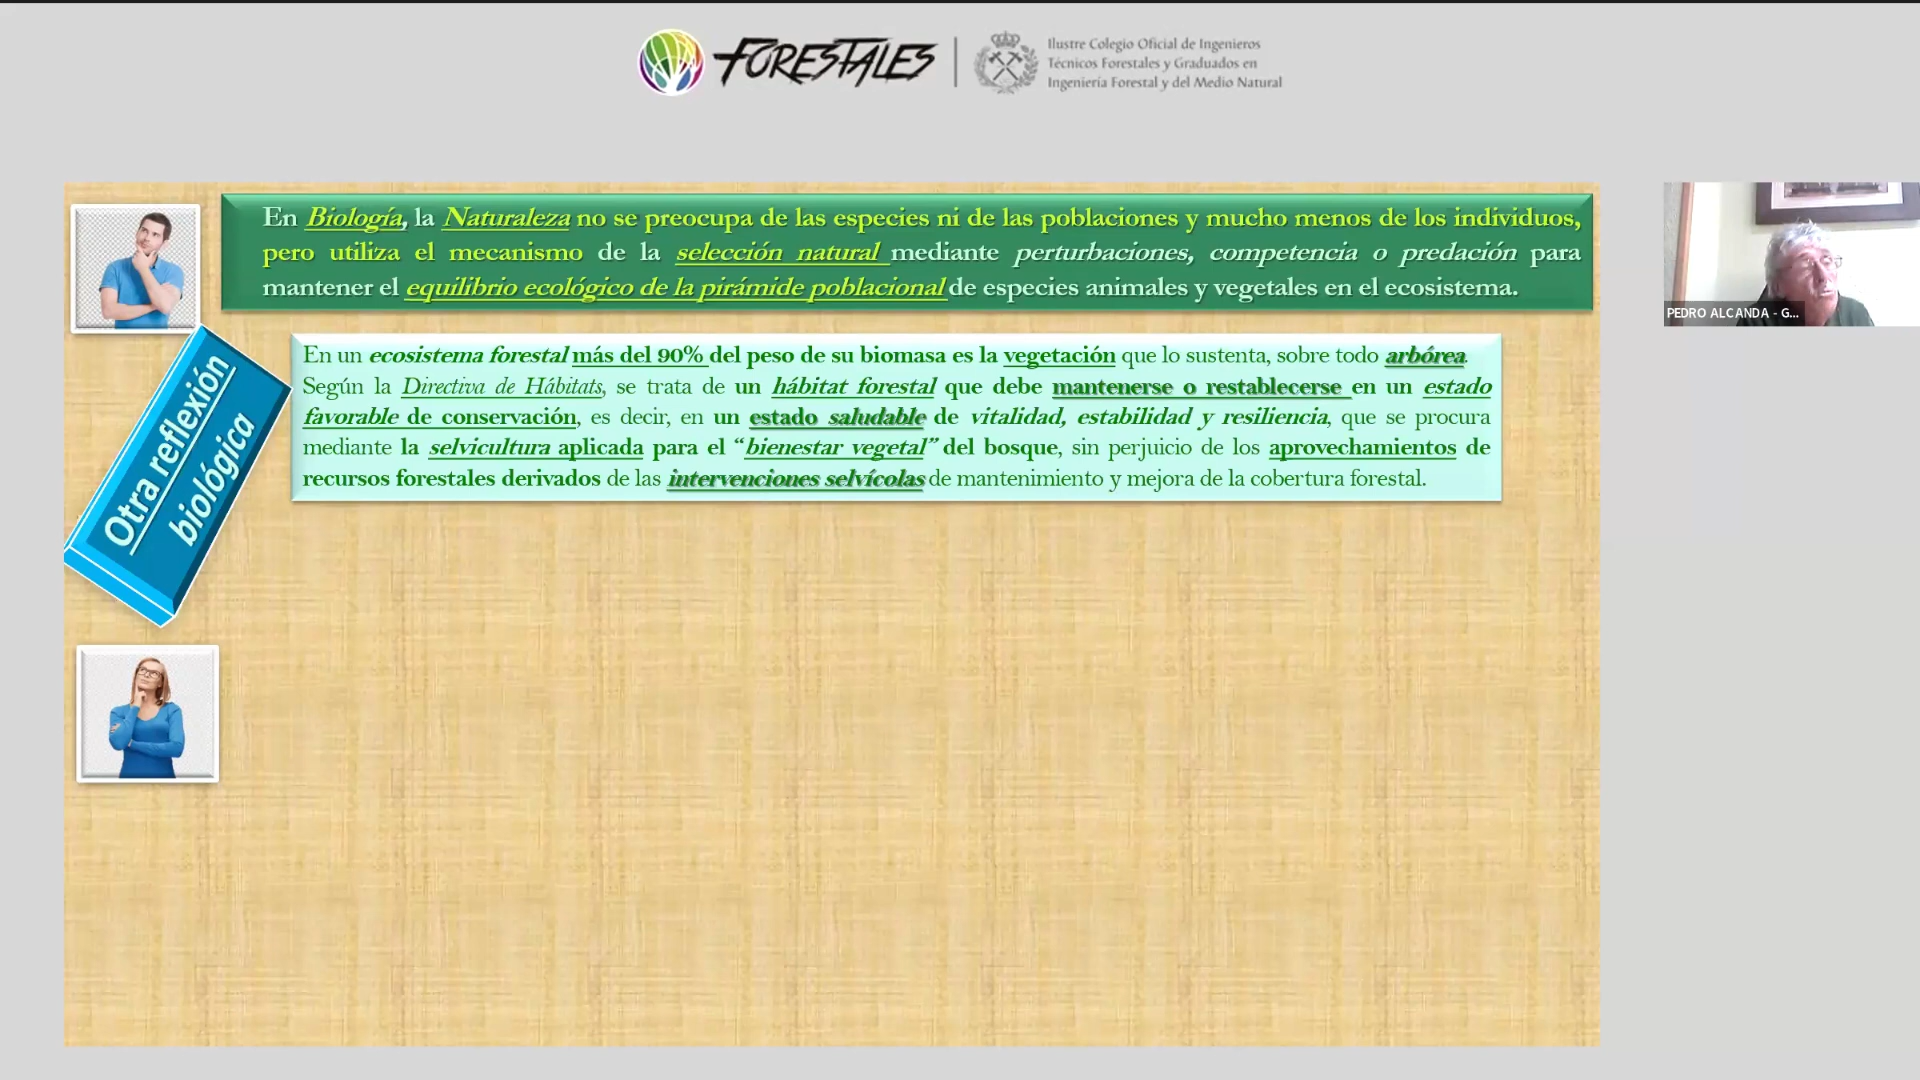 FORESTALES
Ilustre Colegio Oficial de Ingenieros
Técnicos Forestales y Graduados en
Ingeniería Forestal y del Medio Natural
En Biología, la Naturaleza no se preocupa de las especies ni de las poblaciones y mucho menos de los individuos,
pero utiliza el mecanismo de la selección natural mediante perturbaciones, competencia o predación para
mantener el equilibrio ecológico de la pirámide poblacional de especies animales y vegetales en el ecosistema.
PEDRO ALCANDA - G...
Otra reflexión
biológica
En un ecosistema forestal más del 90% del peso de su biomasa es la vegetación que lo sustenta, sobre todo arbórea.
Según la Directiva de Hábitats, se trata de un hábitat forestal que debe mantenerse o restablecerse en un estado
favorable de conservación, es decir, en un estado saludable de vitalidad, estabilidad y resiliencia, que se procura
mediante la selvicultura aplicada para el “bienestar vegetal” del bosque, sin perjuicio de los aprovechamientos de
recursos forestales derivados de las intervenciones selvícolas de mantenimiento y mejora de la cobertura forestal.